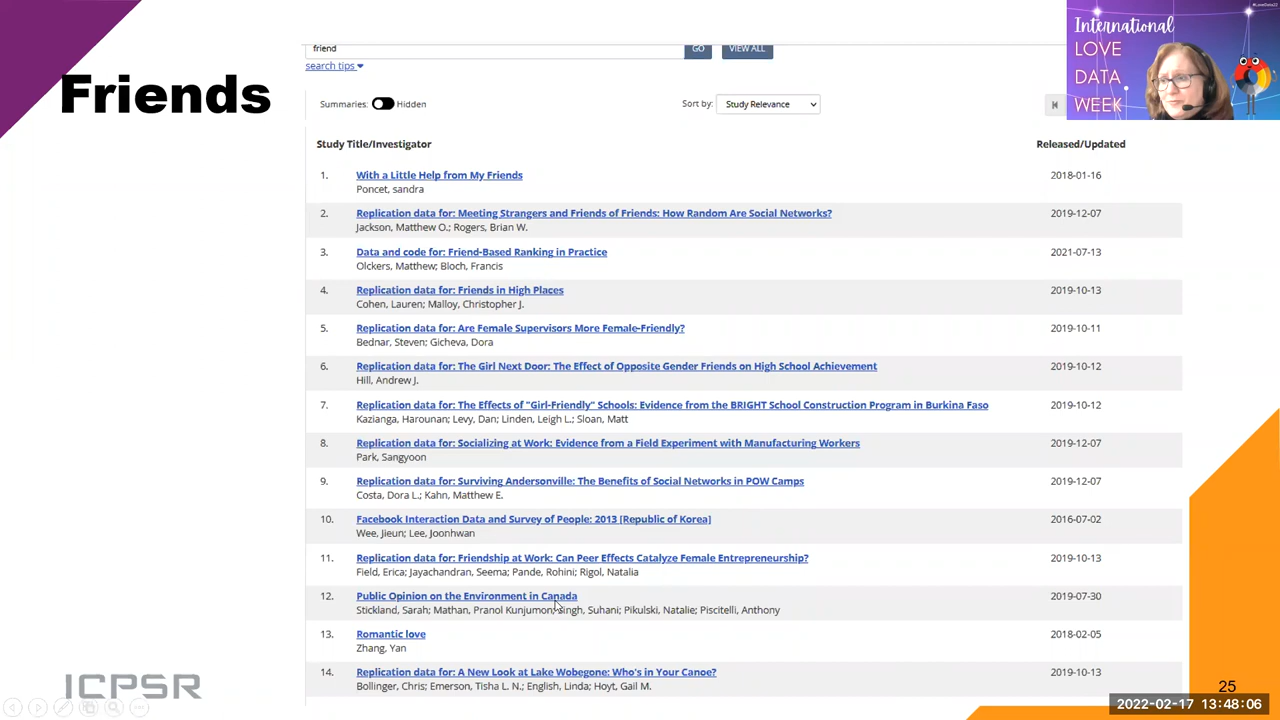 Friends
friend
GO
VIEW ALL
search tips
Summaries:
Hidden
Sort by:
Study Relevance
International
LOVE
DATA
WEEK
Study Title/Investigator
Released/Updated
1.
With a Little Help from My Friends
2018-01-16
Poncet, sandra
2.
Replication data for: Meeting Strangers and Friends of Friends: How Random Are Social Networks?
2019-12-07
Jackson, Matthew O.; Rogers, Brian W.
3.
Data and code for: Friend-Based Ranking in Practice
2021-07-13
Olckers, Matthew; Bloch, Francis
4.
Replication data for: Friends in High Places
2019-10-13
Cohen, Lauren; Malloy, Christopher J.
5.
Replication data for: Are Female Supervisors More Female-Friendly?
2019-10-11
Bednar, Steven; Gicheva, Dora
6.
Replication data for: The Girl Next Door: The Effect of Opposite Gender Friends on High School Achievement
2019-10-12
Hill, Andrew J.
7.
Replication data for: The Effects of "Girl-Friendly" Schools: Evidence from the BRIGHT School Construction Program in Burkina Faso
2019-10-12
Kazianga, Harounan; Levy, Dan; Linden, Leigh L.; Sloan, Matt
8.
Replication data for: Socializing at Work: Evidence from a Field Experiment with Manufacturing Workers
2019-12-07
Park, Sangyoon
9.
Replication data for: Surviving Andersonville: The Benefits of Social Networks in POW Camps
2019-12-07
Costa, Dora L.; Kahn, Matthew E.
10.
Facebook Interaction Data and Survey of People: 2013 [Republic of Korea]
2016-07-02
Wee, Jieun; Lee, Joonhwan
11.
Replication data for: Friendship at Work: Can Peer Effects Catalyze Female Entrepreneurship?
2019-10-13
Field, Erica; Jayachandran, Seema; Pande, Rohini; Rigol, Natalia
12.
Public Opinion on the Environment in Canada
2019-07-30
Stickland, Sarah; Mathan, Pranol Kunjumon; Singh, Suhani; Pikulski, Natalie; Piscitelli, Anthony
13.
Romantic love
2018-02-05
Zhang, Yan
14.
Replication data for: A New Look at Lake Wobegone: Who's in Your Canoe?
2019-10-13
Bollinger, Chris; Emerson, Tisha L. N.; English, Linda; Hoyt, Gail M.
ICPSR
25
2022-02-17 13:48:06